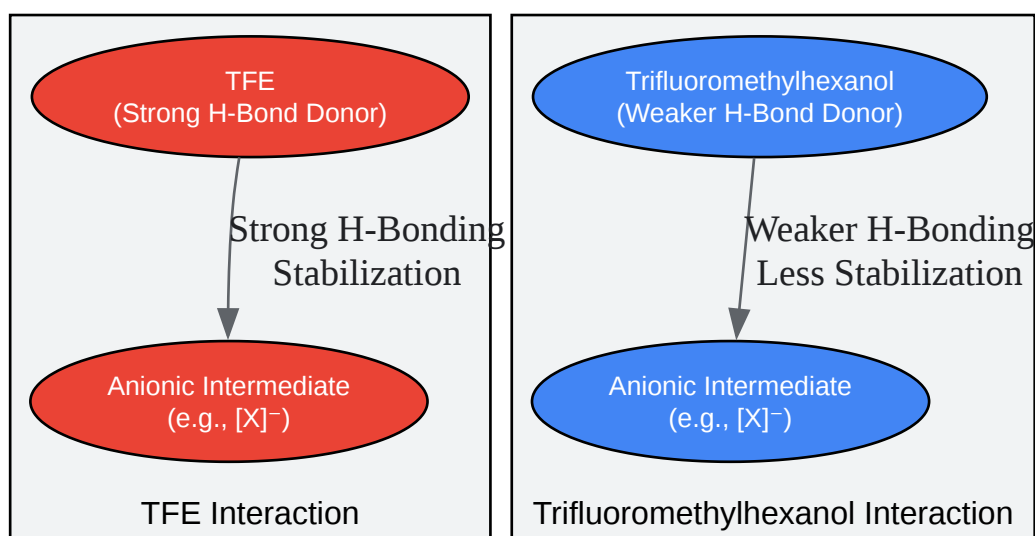 TFE
(Strong H-Bond Donor)
Strong H-Bonding
Stabilization
Anionic Intermediate
(e.g., [X]⁻)
TFE Interaction
Trifluoromethylhexanol
(Weaker H-Bond Donor)
Weaker H-Bonding
Less Stabilization
Anionic Intermediate
(e.g., [X]⁻)
Trifluoromethylhexanol Interaction